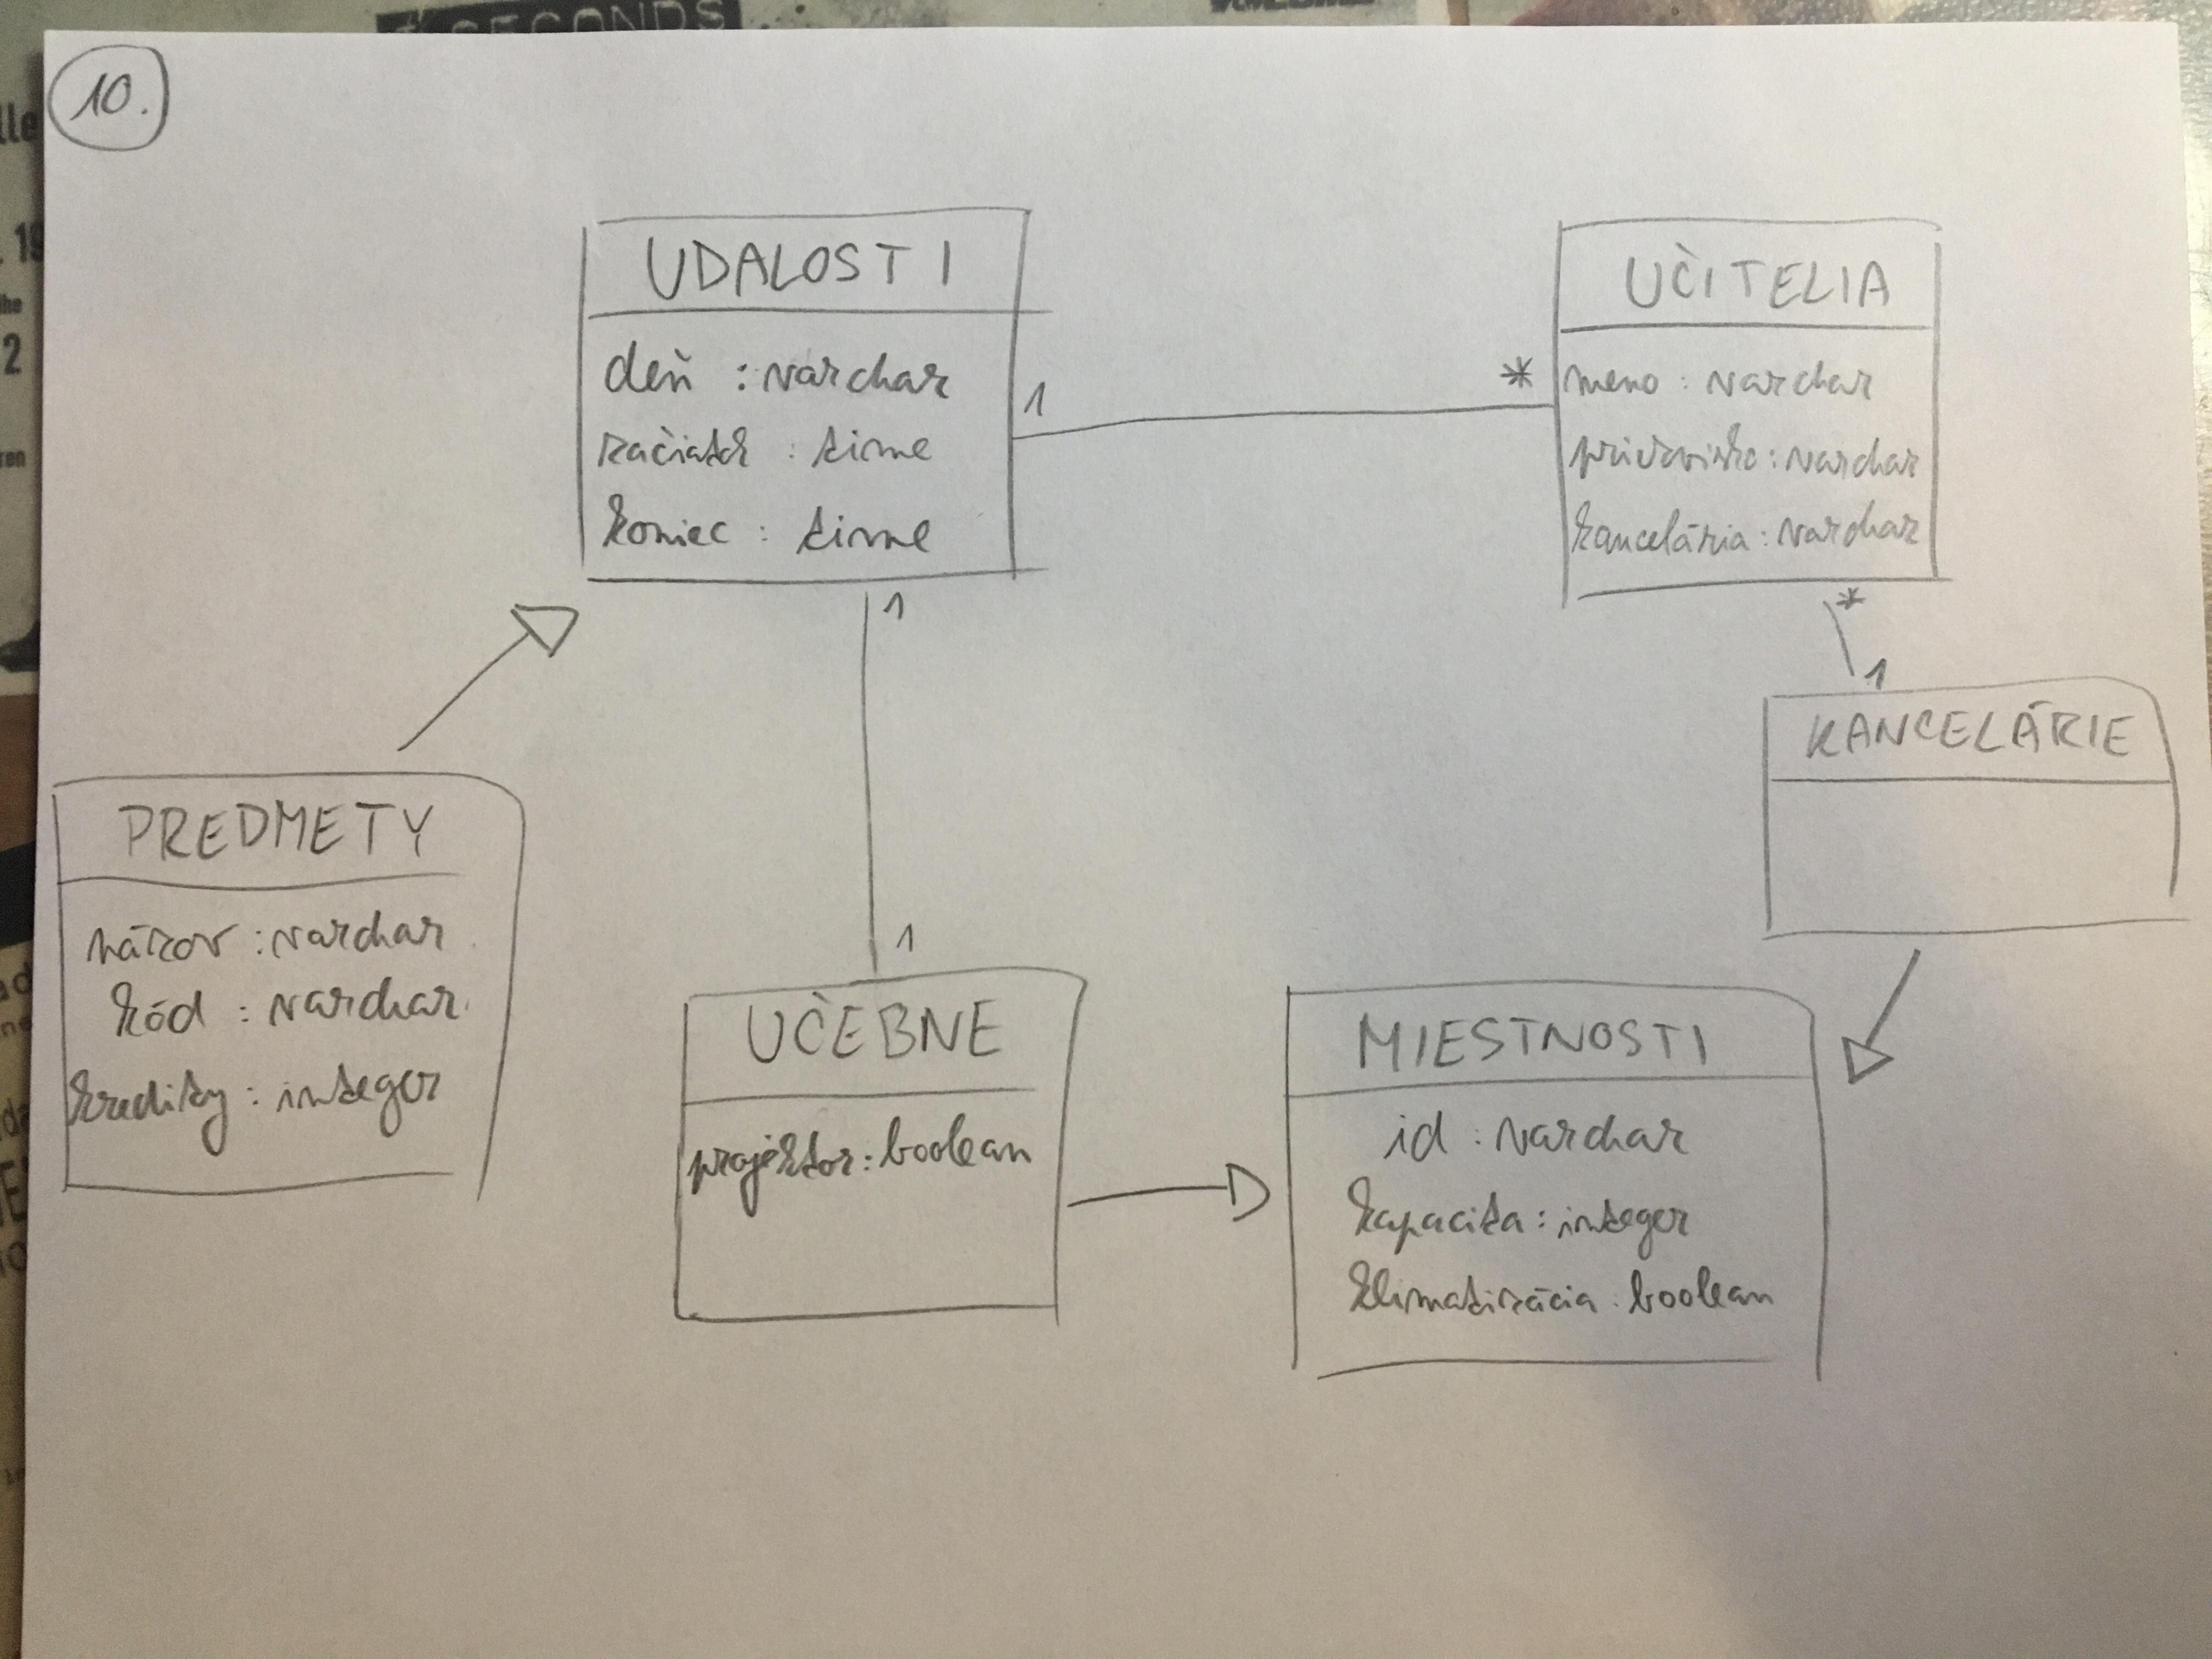 10.
SECONDS
UDALOSTI
deň : varchar
začiatok : time
koniec : time
1
1
UČITELIA
meno : varchar
priezvisko : varchar
kancelária : varchar
*
*
1
KANCELÁRIE
PREDMETY
názov : varchar
kód : varchar
kredity : integer
1
UČEBNE
projektor : boolean
MIESTNOSTI
id : varchar
kapacita : integer
klimatizácia : boolean